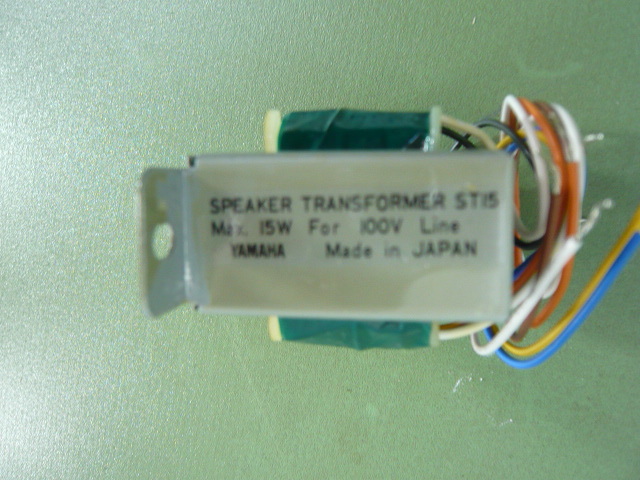 SPEAKER TRANSFORMER ST15
Max. 15W For 100V Line
YAMAHA Made in JAPAN